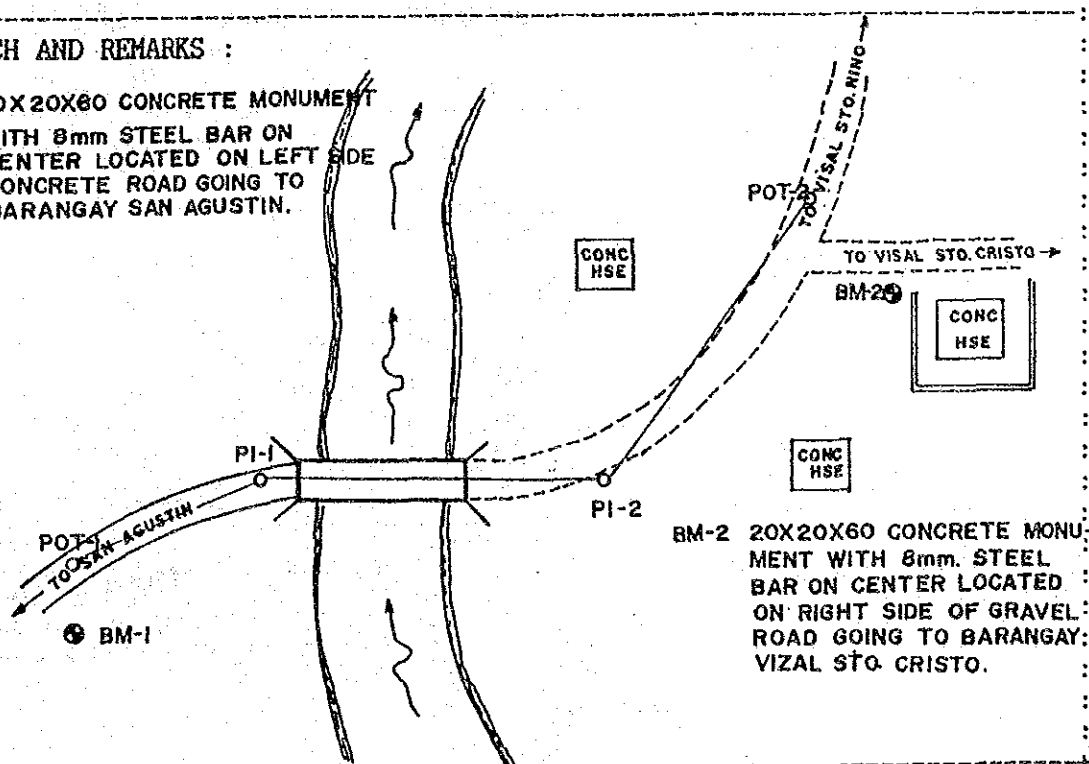 CH AND REMARKS :
0X20X60 CONCRETE MONUMENT
ITH 8mm STEEL BAR ON
ENTER LOCATED ON LEFT SIDE
ONCRETE ROAD GOING TO
BARANGAY SAN AGUSTIN.
TO VISAL STO. NINO
POT-2
CONC
HSE
TO VISAL STO. CRISTO
BM-2
CONC
HSE
PI-1
CONC
HSE
PI-2
POT-1
TO SAN AGUSTIN
BM-1
BM-2 20X20X60 CONCRETE MONU-
MENT WITH 8mm. STEEL
BAR ON CENTER LOCATED
ON RIGHT SIDE OF GRAVEL
ROAD GOING TO BARANGAY
VIZAL STO. CRISTO.